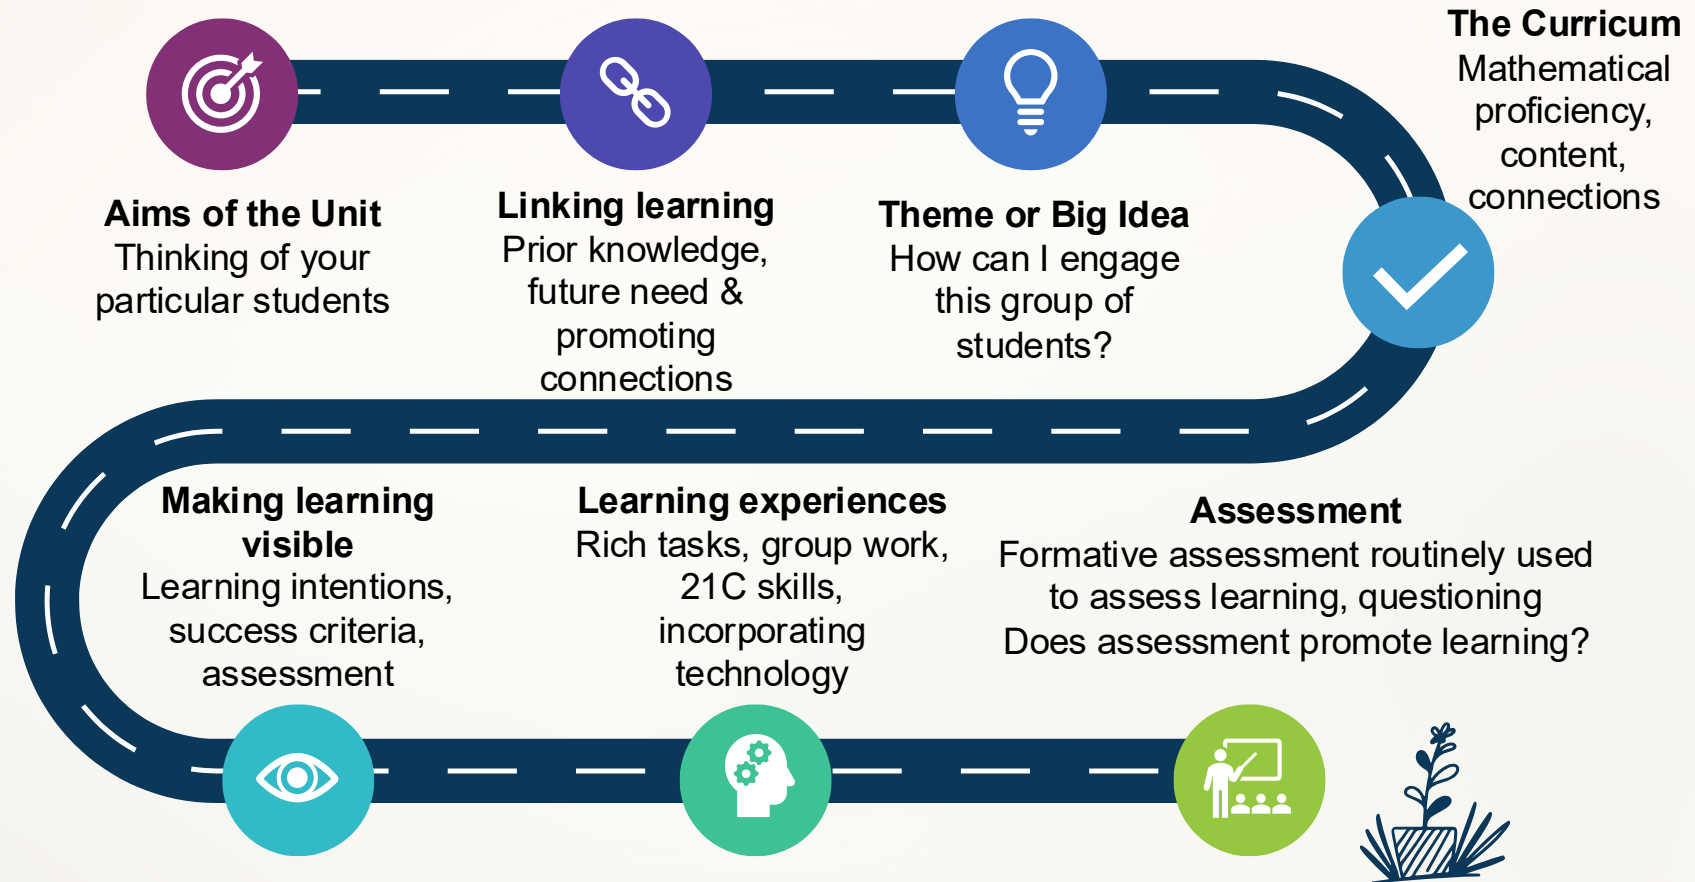 Aims of the Unit
Thinking of your
particular students
Linking learning
Prior knowledge,
future need &
promoting
connections
Theme or Big Idea
How can I engage
this group of
students?
The Curricum
Mathematical
proficiency,
content,
connections
Making learning
visible
Learning intentions,
success criteria,
assessment
Learning experiences
Rich tasks, group work,
21C skills,
incorporating
technology
Assessment
Formative assessment routinely used
to assess learning, questioning
Does assessment promote learning?